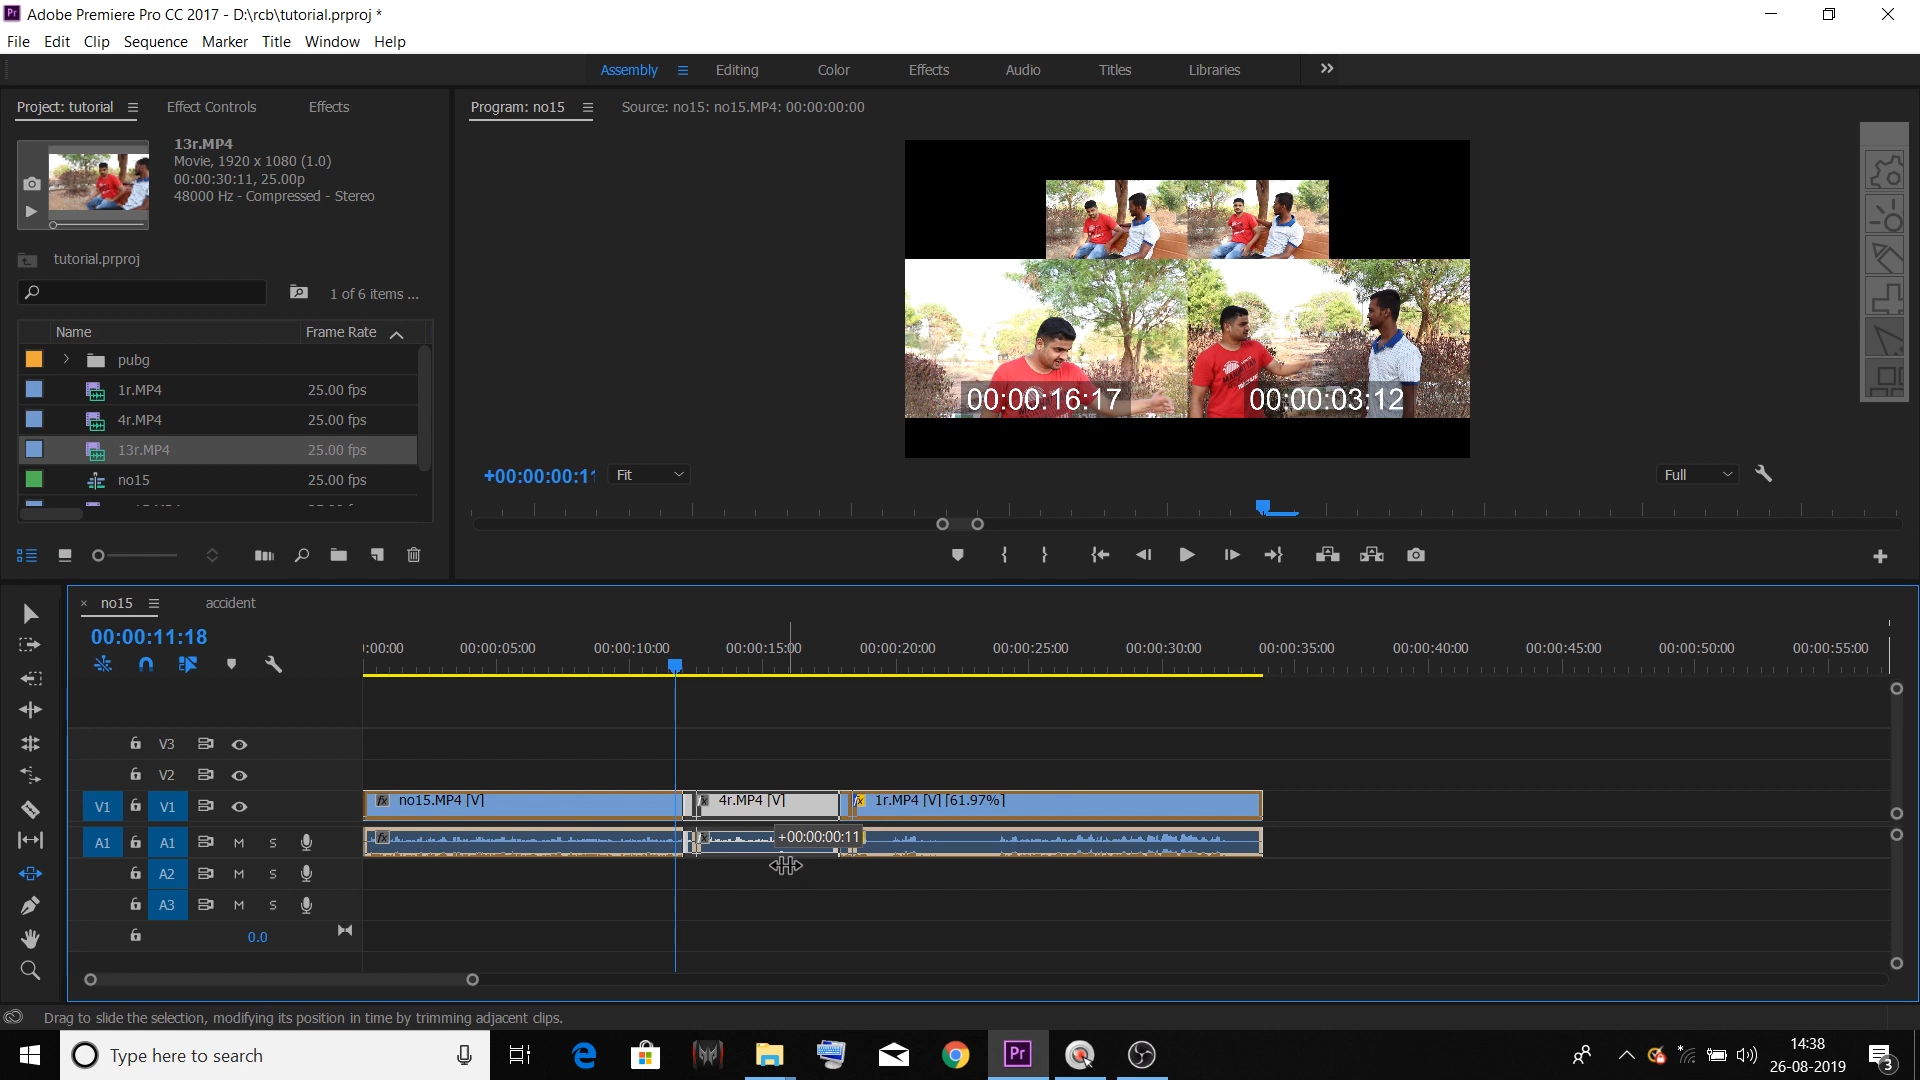 Adobe Premiere Pro CC 2017 - D:\rcb\tutorial.prproj *
File Edit Clip Sequence Marker Title Window Help
Assembly Editing Color Effects Audio Titles Libraries
Project: tutorial Effect Controls Effects
Program: no15 Source: no15: no15.MP4: 00:00:00:00
13r.MP4
Movie, 1920 x 1080 (1.0)
00:00:30:11, 25.00p
48000 Hz - Compressed - Stereo
tutorial.prproj
1 of 6 items ...
Name Frame Rate
pubg
1r.MP4 25.00 fps
4r.MP4 25.00 fps
13r.MP4 25.00 fps
no15 25.00 fps
00:00:16:17 00:00:03:12
+00:00:00:11 Fit Full
no15 accident
00:00:11:18
:00:00 00:00:05:00 00:00:10:00 00:00:15:00 00:00:20:00 00:00:25:00 00:00:30:00 00:00:35:00 00:00:40:00 00:00:45:00 00:00:50:00 00:00:55:00
V3
V2
V1 V1 no15.MP4 [V] 4r.MP4 [V] 1r.MP4 [V] [61.97%]
A1 A1 M S +00:00:00:11
A2 M S
A3 M S
0.0
Drag to slide the selection, modifying its position in time by trimming adjacent clips.
Type here to search
14:38
26-08-2019
3